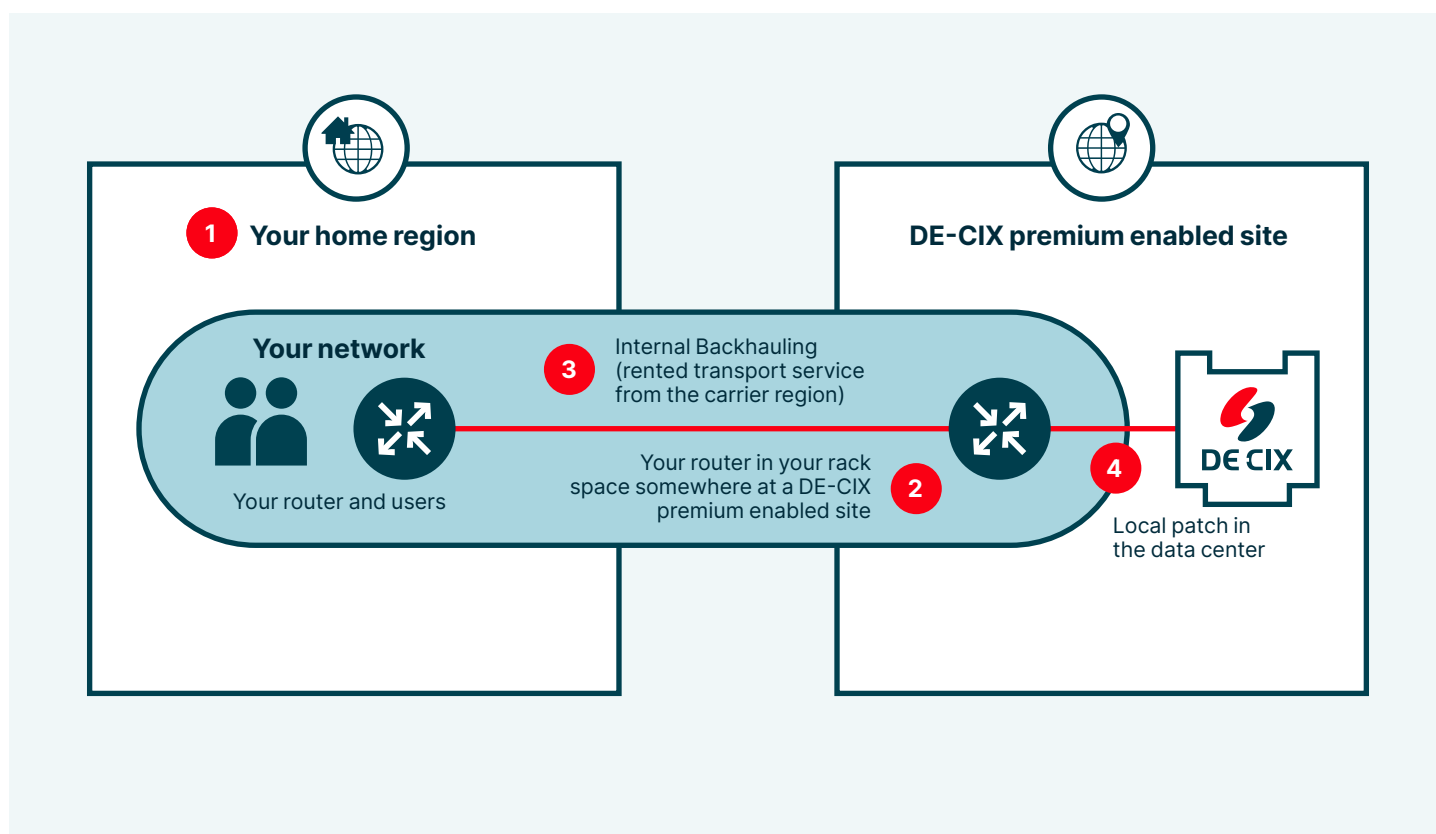 1
Your home region
DE-CIX premium enabled site
Your network
3
Internal Backhauling
(rented transport service
from the carrier region)
Your router and users
Your router in your rack
space somewhere at a DE-CIX
premium enabled site
2
4
DE CIX
Local patch in
the data center